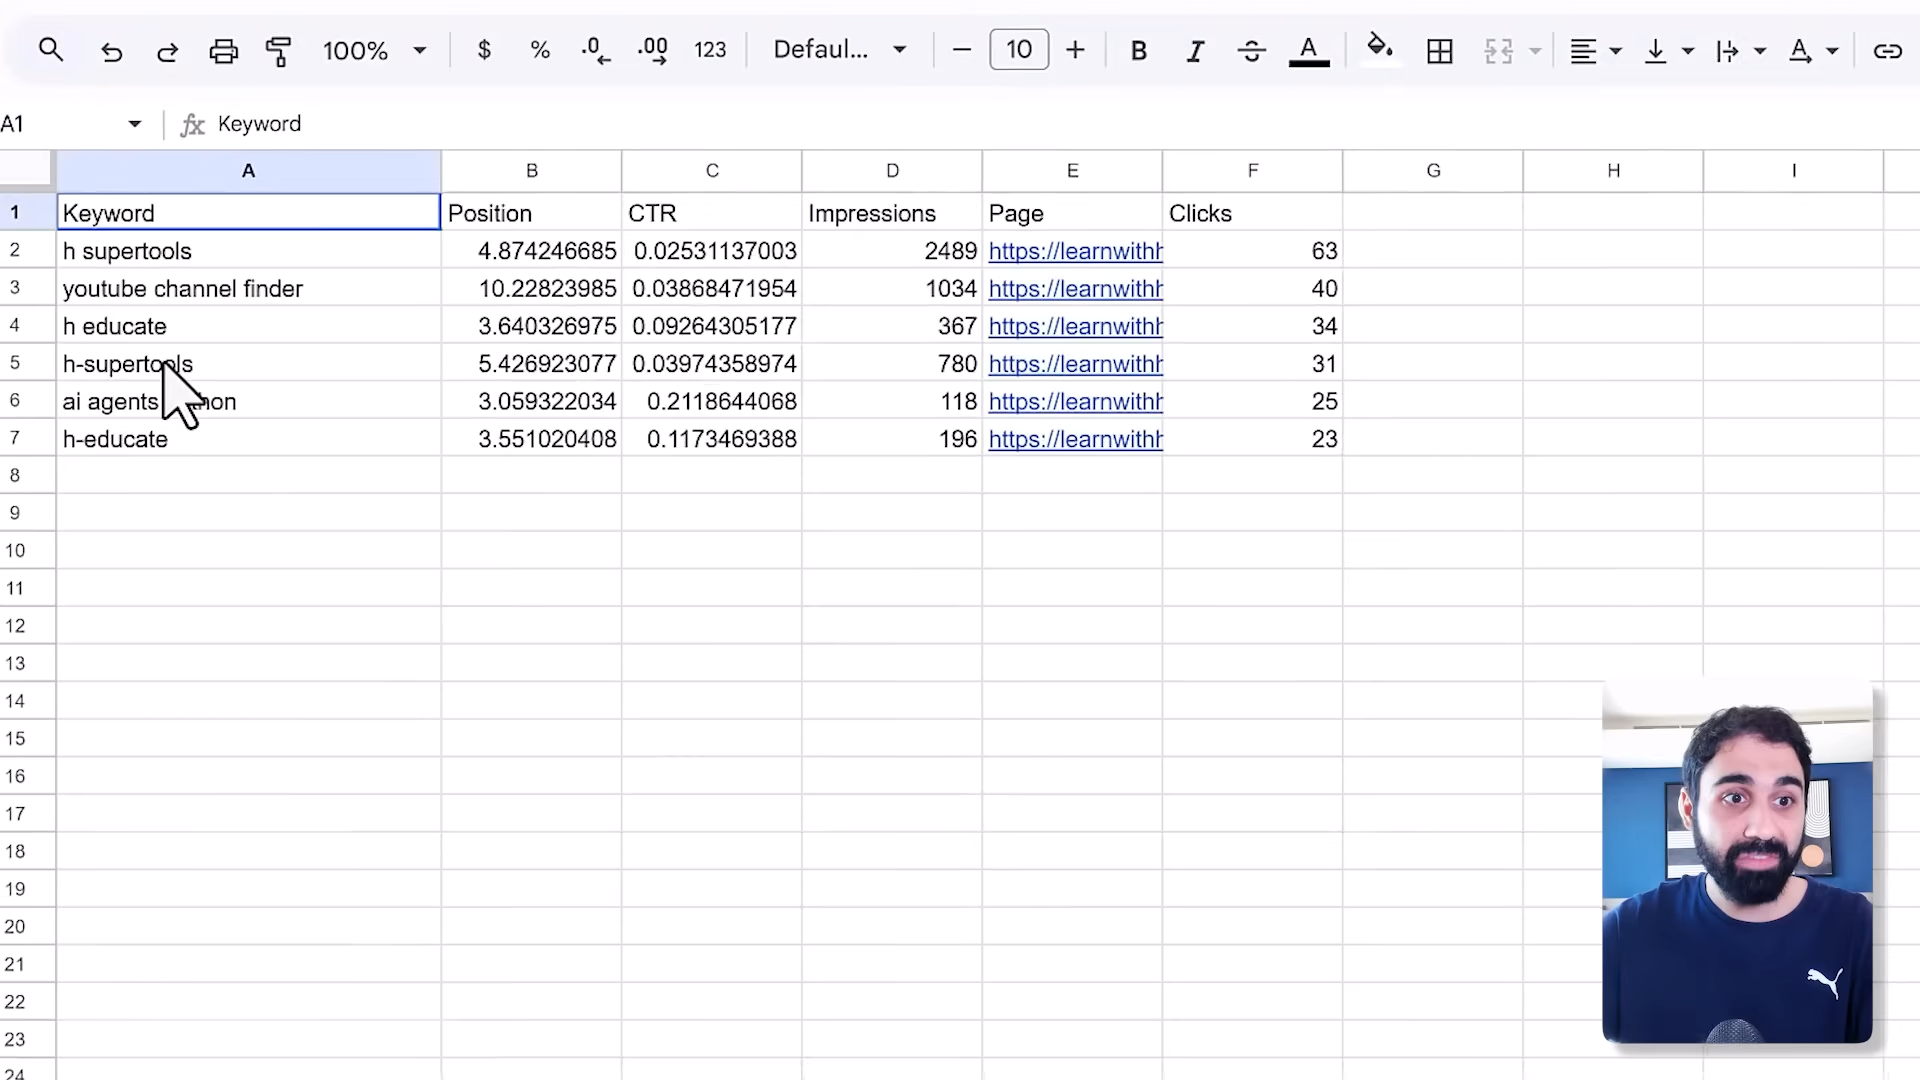 100% $ % .0 .00 123 Defaul... 10 B I A
A1 fx Keyword
A B C D E F G H I
1 Keyword Position CTR Impressions Page Clicks
2 h supertools 4.874246685 0.02531137003 2489 https://learnwithh 63
3 youtube channel finder 10.22823985 0.03868471954 1034 https://learnwithh 40
4 h educate 3.640326975 0.09264305177 367 https://learnwithh 34
5 h-supertools 5.426923077 0.03974358974 780 https://learnwithh 31
6 ai agents 3.059322034 0.2118644068 118 https://learnwithh 25
7 h-educate 3.551020408 0.1173469388 196 https://learnwithh 23
8
9
10
11
12
13
14
15
16
17
18
19
20
21
22
23
24